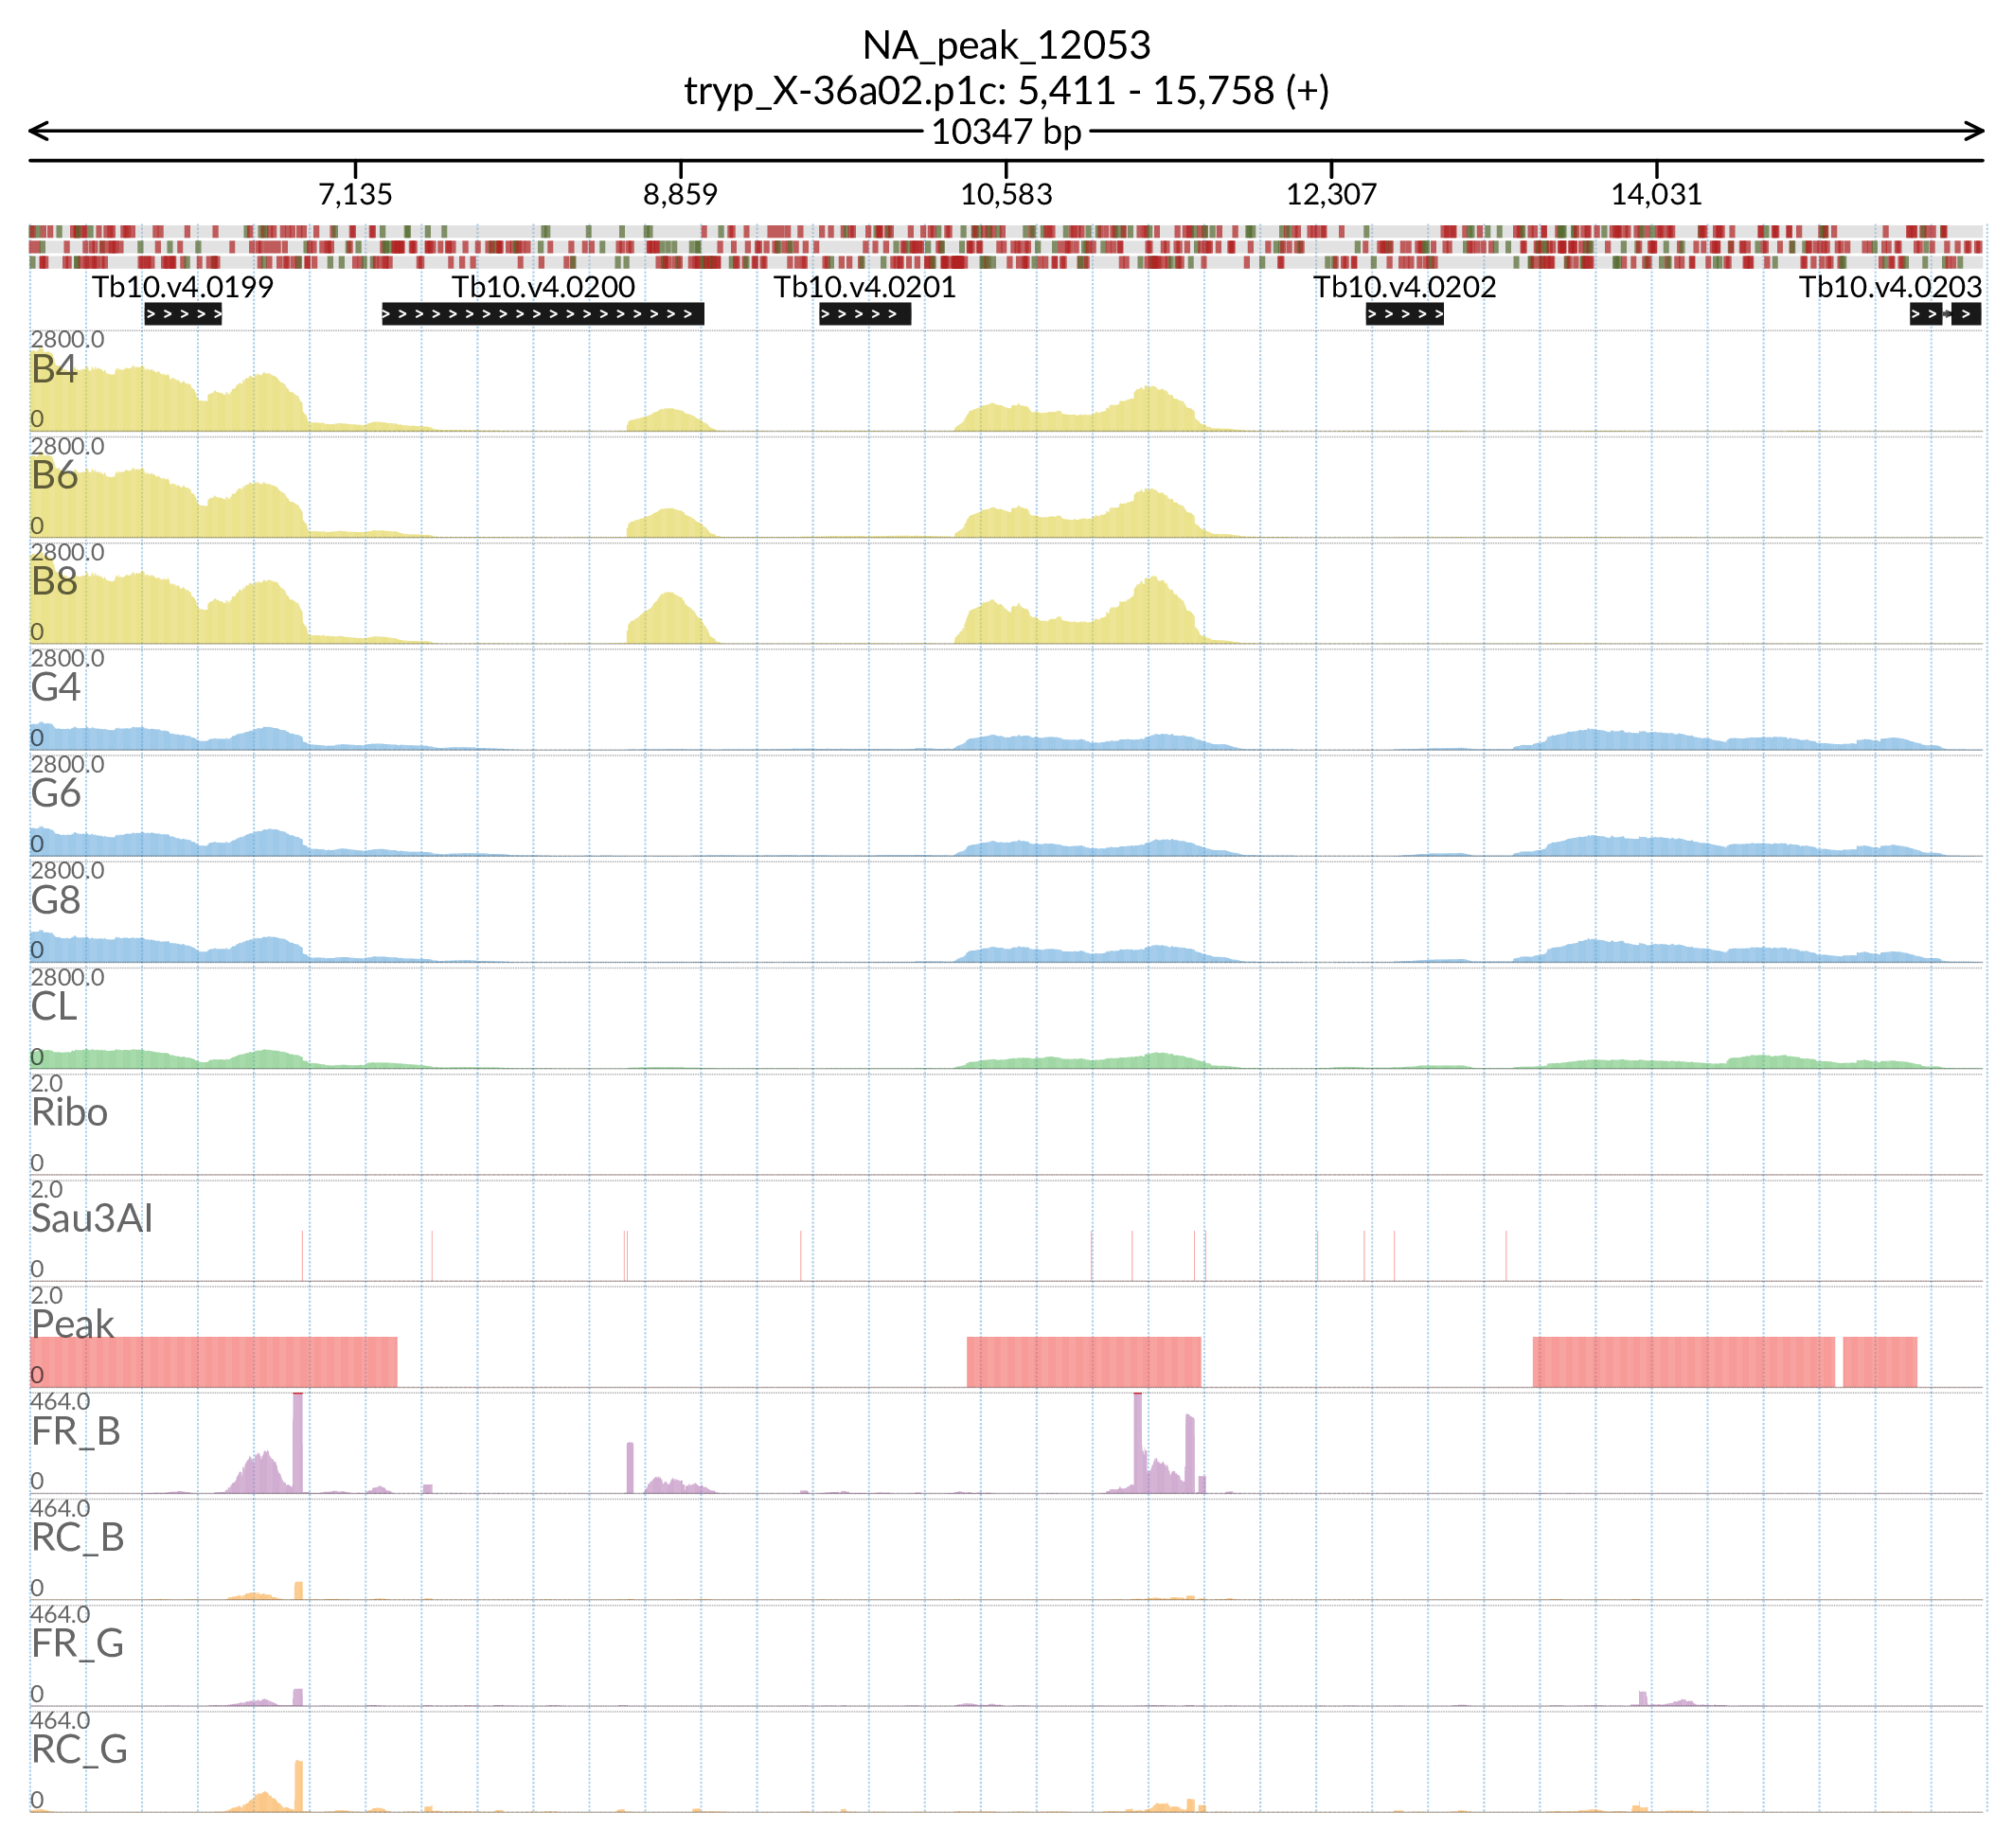 NA_peak_12053
tryp_X-36a02.p1c: 5,411 - 15,758 (+)
10347 bp
7,135 8,859 10,583 12,307 14,031
Tb10.v4.0199 Tb10.v4.0200 Tb10.v4.0201 Tb10.v4.0202 Tb10.v4.0203
2800.0
B4
0
2800.0
B6
0
2800.0
B8
0
2800.0
G4
0
2800.0
G6
0
2800.0
G8
0
2800.0
CL
0
2.0
Ribo
0
2.0
Sau3AI
0
2.0
Peak
0
464.0
FR_B
0
464.0
RC_B
0
464.0
FR_G
0
464.0
RC_G
0